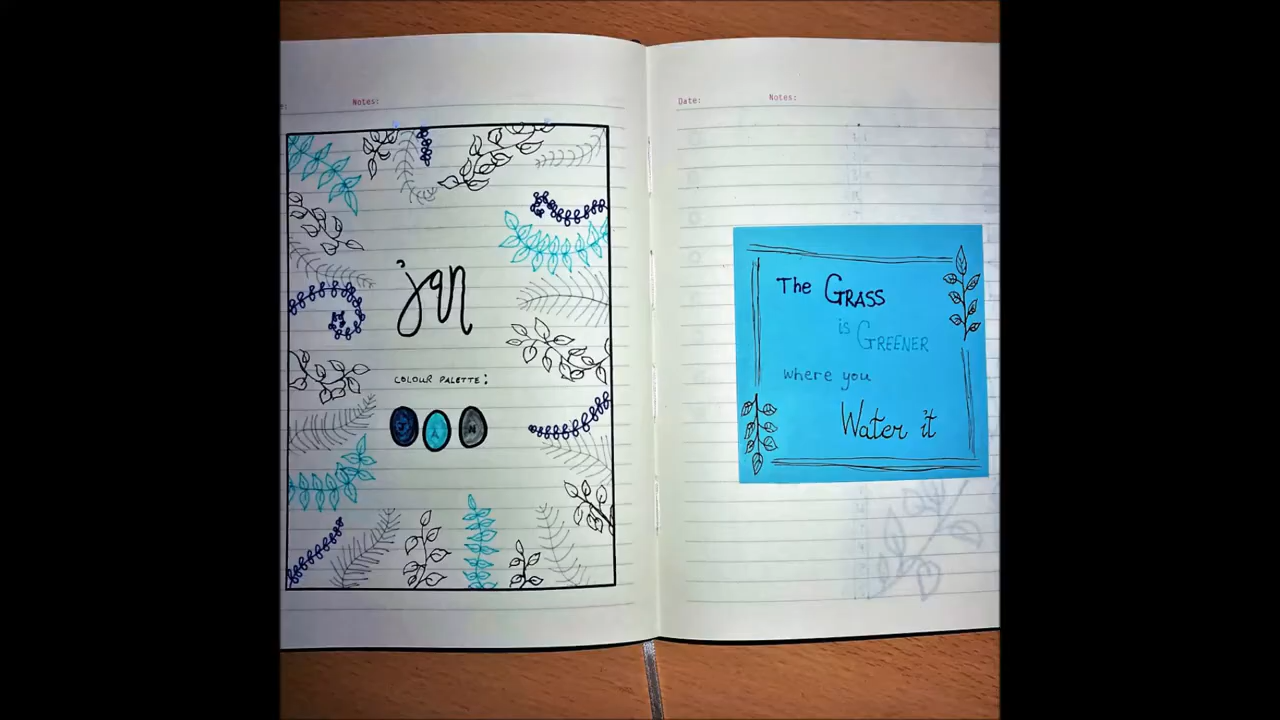 Notes:
jan
COLOUR PALETTE:
J A N
Date: Notes:
The GRASS
is GREENER
where you
Water it